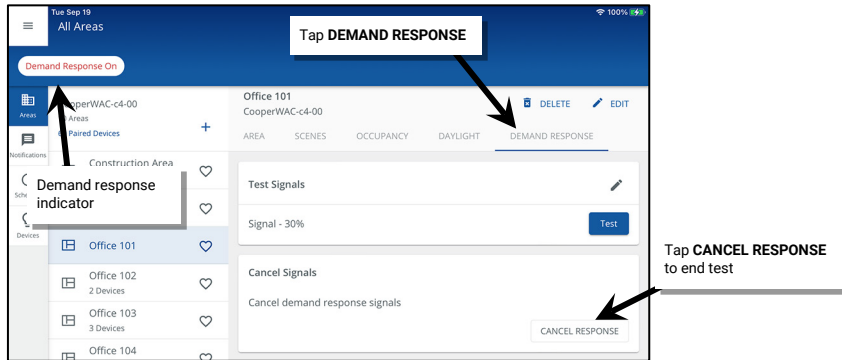 Tue Sep 19
100%
All Areas
Tap DEMAND RESPONSE
Demand Response On
Areas
Notifications
Devices
CooperWAC-c4-00
Areas
Paired Devices
Construction Area
Demand response
indicator
Office 101
Office 102
2 Devices
Office 103
3 Devices
Office 104
Office 101
CooperWAC-c4-00
DELETE
EDIT
AREA
SCENES
OCCUPANCY
DAYLIGHT
DEMAND RESPONSE
Test Signals
Signal - 30%
Test
Cancel Signals
Cancel demand response signals
CANCEL RESPONSE
Tap CANCEL RESPONSE
to end test